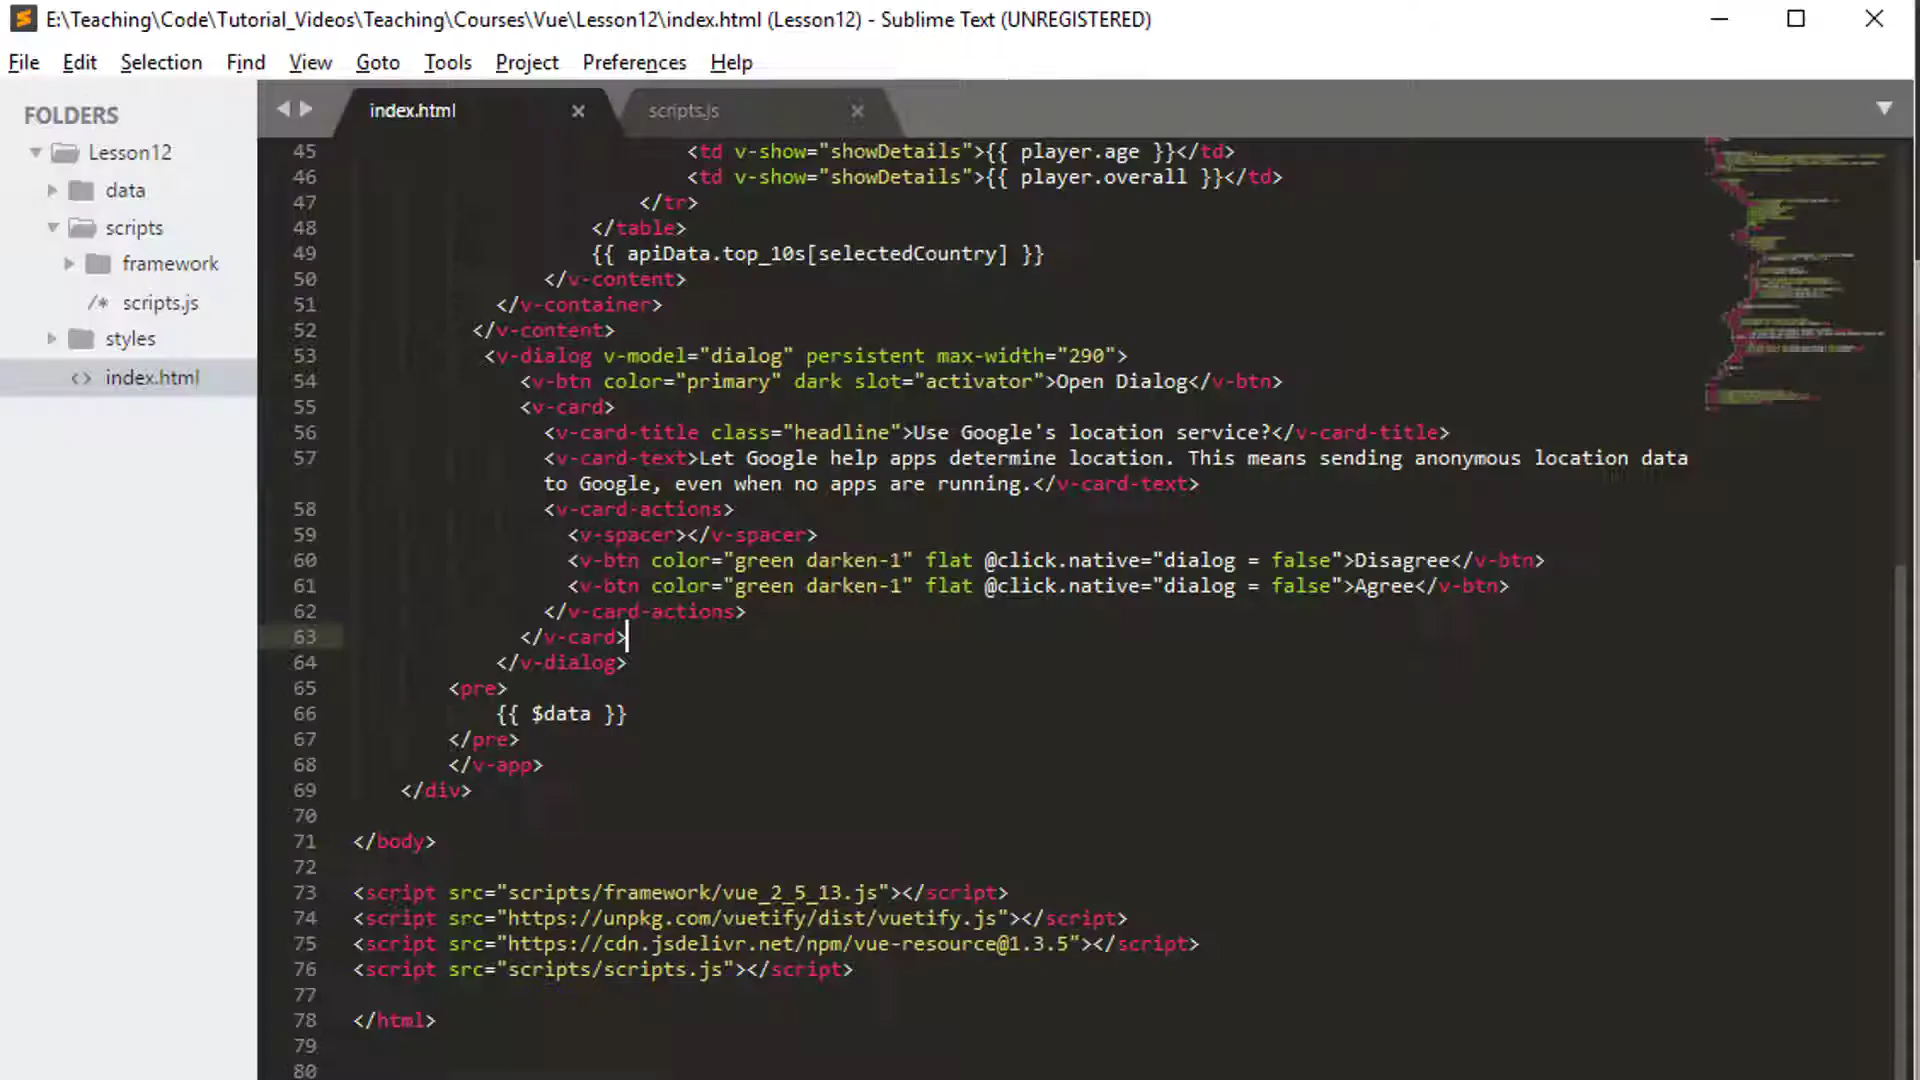 E:\Teaching\Code\Tutorial_Videos\Teaching\Courses\Vue\Lesson12\index.html (Lesson12) - Sublime Text (UNREGISTERED)
File Edit Selection Find View Goto Tools Project Preferences Help
FOLDERS
Lesson12
data
scripts
framework
/* scripts.js
styles
<> index.html
index.html
scripts.js
45 <td v-show="showDetails">{{ player.age }}</td>
46 <td v-show="showDetails">{{ player.overall }}</td>
47 </tr>
48 </table>
49 {{ apiData.top_10s[selectedCountry] }}
50 </v-content>
51 </v-container>
52 </v-content>
53 <v-dialog v-model="dialog" persistent max-width="290">
54 <v-btn color="primary" dark slot="activator">Open Dialog</v-btn>
55 <v-card>
56 <v-card-title class="headline">Use Google's location service?</v-card-title>
57 <v-card-text>Let Google help apps determine location. This means sending anonymous location data
to Google, even when no apps are running.</v-card-text>
58 <v-card-actions>
59 <v-spacer></v-spacer>
60 <v-btn color="green darken-1" flat @click.native="dialog = false">Disagree</v-btn>
61 <v-btn color="green darken-1" flat @click.native="dialog = false">Agree</v-btn>
62 </v-card-actions>
63 </v-card>
64 </v-dialog>
65 <pre>
66 {{ $data }}
67 </pre>
68 </v-app>
69 </div>
70
71 </body>
72
73 <script src="scripts/framework/vue_2_5_13.js"></script>
74 <script src="https://unpkg.com/vuetify/dist/vuetify.js"></script>
75 <script src="https://cdn.jsdelivr.net/npm/vue-resource@1.3.5"></script>
76 <script src="scripts/scripts.js"></script>
77
78 </html>
79
80